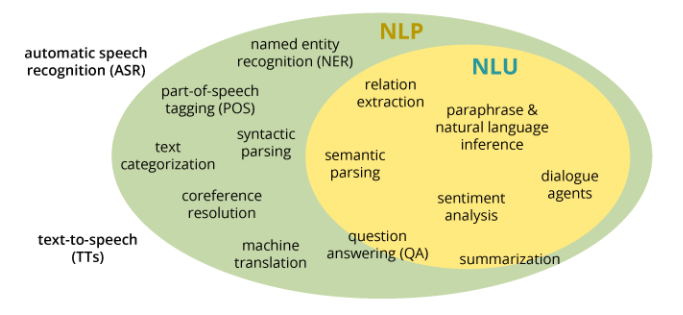 NLP
NLU
automatic speech
recognition (ASR)
named entity
recognition (NER)
relation
extraction
part-of-speech
tagging (POS)
paraphrase &
natural language
inference
text
categorization
syntactic
parsing
semantic
parsing
dialogue
agents
coreference
resolution
sentiment
analysis
text-to-speech
(TTs)
machine
translation
question
answering (QA)
summarization